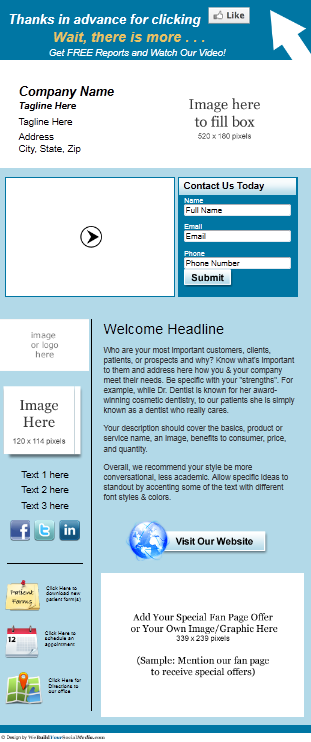 Thanks in advance for clicking
Like
Wait, there is more . . .
Get FREE Reports and Watch Our Video!
Company Name
Tagline Here
Tagline Here
Address
City, State, Zip
Image here
to fill box
520 x 180 pixels
Contact Us Today
Name
Full Name
Email
Email
Phone
Phone Number
Submit
image
or logo
here
Image
Here
120 x 114 pixels
Text 1 here
Text 2 here
Text 3 here
f
t
in
Patient
Forms
Click Here to
download new
patient form(s)
12
Click Here to
schedule an
appointment
Click Here for
Directions to
our office
Welcome Headline
Who are your most important customers, clients,
patients, or prospects and why? Know what's important
to them and address here how you & your company
meet their needs. Be specific with your "strengths". For
example, while Dr. Dentist is known for her award-
winning cosmetic dentistry, to our patients she is simply
known as a dentist who really cares.
Your description should cover the basics, product or
service name, an image, benefits to consumer, price,
and quantity.
Overall, we recommend your style be more
conversational, less academic. Allow specific ideas to
standout by accenting some of the text with different
font styles & colors.
Visit Our Website
Add Your Special Fan Page Offer
or Your Own Image/Graphic Here
339 x 239 pixels
(Sample: Mention our fan page
to receive special offers)
© Design by WeBuildYourSocialMedia.com